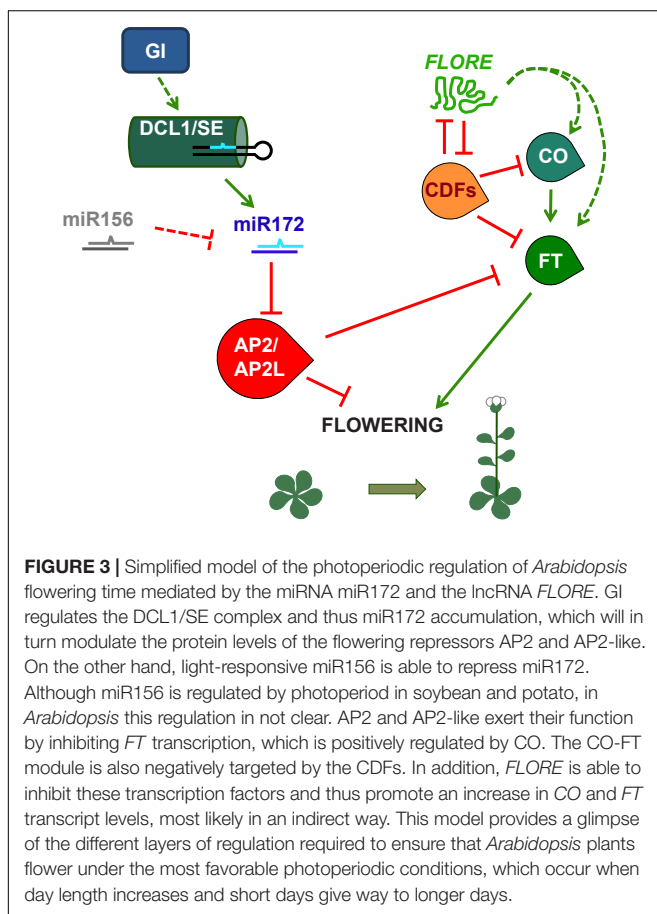 GI
FLORE
DCL1/SE
CO
CDFs
miR156
miR172
FT
AP2/
AP2L
FLOWERING
FIGURE 3 | Simplified model of the photoperiodic regulation of Arabidopsis
flowering time mediated by the miRNA miR172 and the lncRNA FLORE. GI
regulates the DCL1/SE complex and thus miR172 accumulation, which will in
turn modulate the protein levels of the flowering repressors AP2 and AP2-like.
On the other hand, light-responsive miR156 is able to repress miR172.
Although miR156 is regulated by photoperiod in soybean and potato, in
Arabidopsis this regulation in not clear. AP2 and AP2-like exert their function
by inhibiting FT transcription, which is positively regulated by CO. The CO-FT
module is also negatively targeted by the CDFs. In addition, FLORE is able to
inhibit these transcription factors and thus promote an increase in CO and FT
transcript levels, most likely in an indirect way. This model provides a glimpse
of the different layers of regulation required to ensure that Arabidopsis plants
flower under the most favorable photoperiodic conditions, which occur when
day length increases and short days give way to longer days.